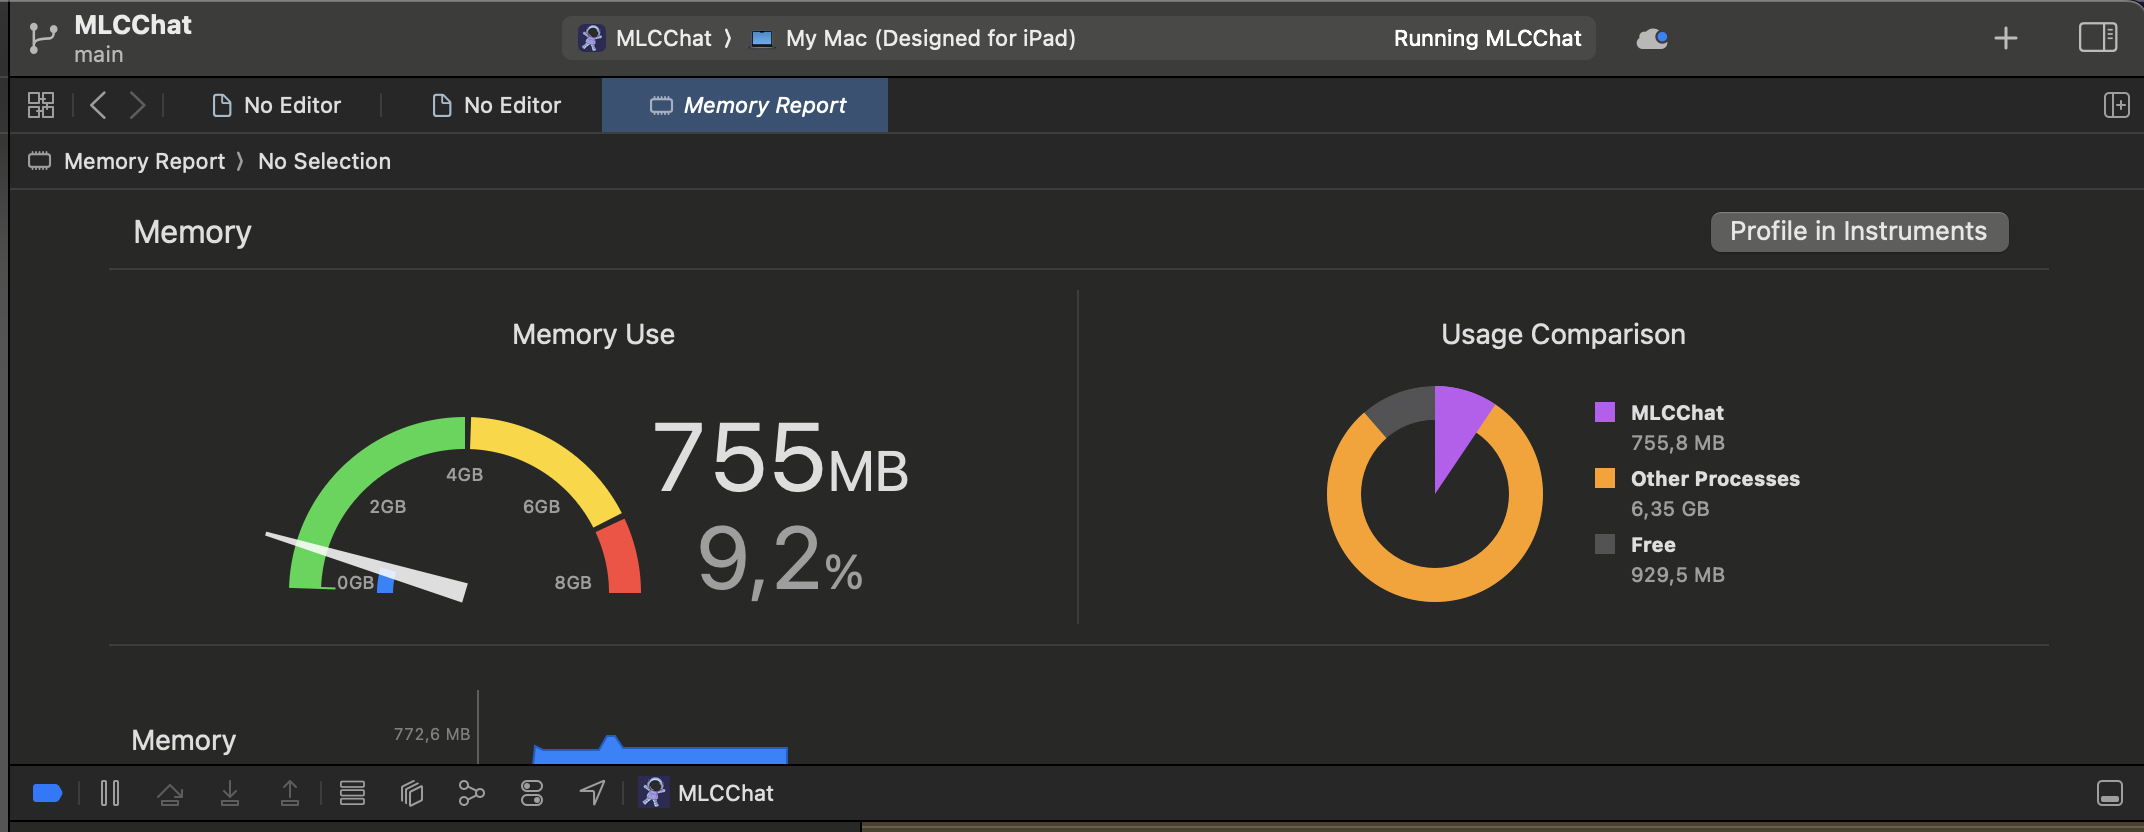 MLCChat
main
MLCChat ⟩ My Mac (Designed for iPad)
Running MLCChat
No Editor
No Editor
Memory Report
Memory Report ⟩ No Selection
Memory
Profile in Instruments
Memory Use
0GB
2GB
4GB
6GB
8GB
755MB
9,2%
Usage Comparison
MLCChat
755,8 MB
Other Processes
6,35 GB
Free
929,5 MB
Memory
772,6 MB
MLCChat